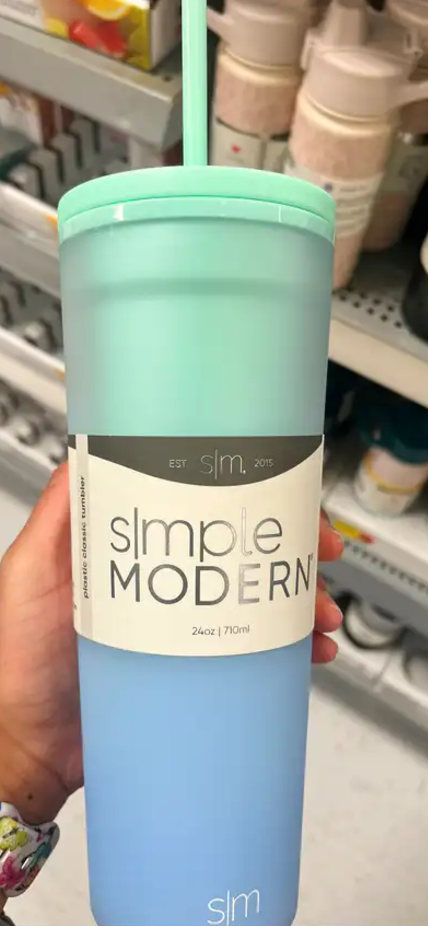 EST s|m. 2015
plastic classic tumbler
s|mple
MODERN
24oz | 710ml
s|m